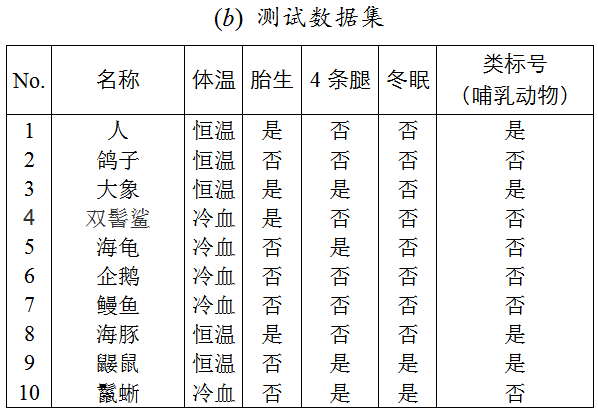 (b) 测试数据集
No. 名称 体温 胎生 4条腿 冬眠 类标号（哺乳动物）
1 人 恒温 是 否 否 是
2 鸽子 恒温 否 否 否 否
3 大象 恒温 是 是 否 是
4 双髻鲨 冷血 是 否 否 否
5 海龟 冷血 否 是 否 否
6 企鹅 冷血 否 否 否 否
7 鳗鱼 冷血 否 否 否 否
8 海豚 恒温 是 否 否 是
9 鼹鼠 恒温 否 是 是 是
10 鬣蜥 冷血 否 是 是 否